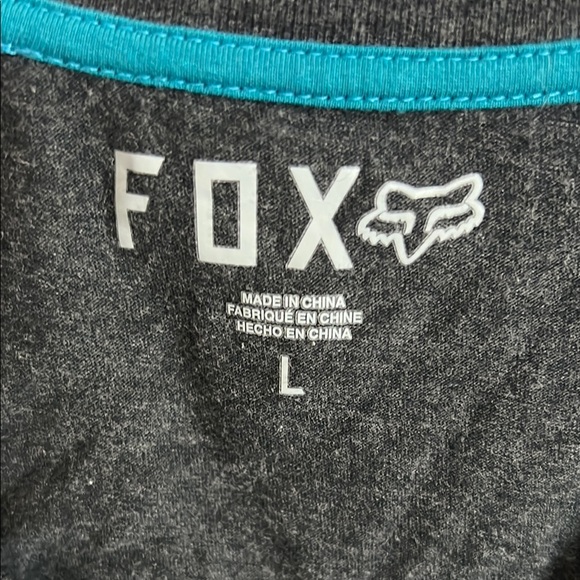 FOX
MADE IN CHINA
FABRIQUÉ EN CHINE
HECHO EN CHINA
L